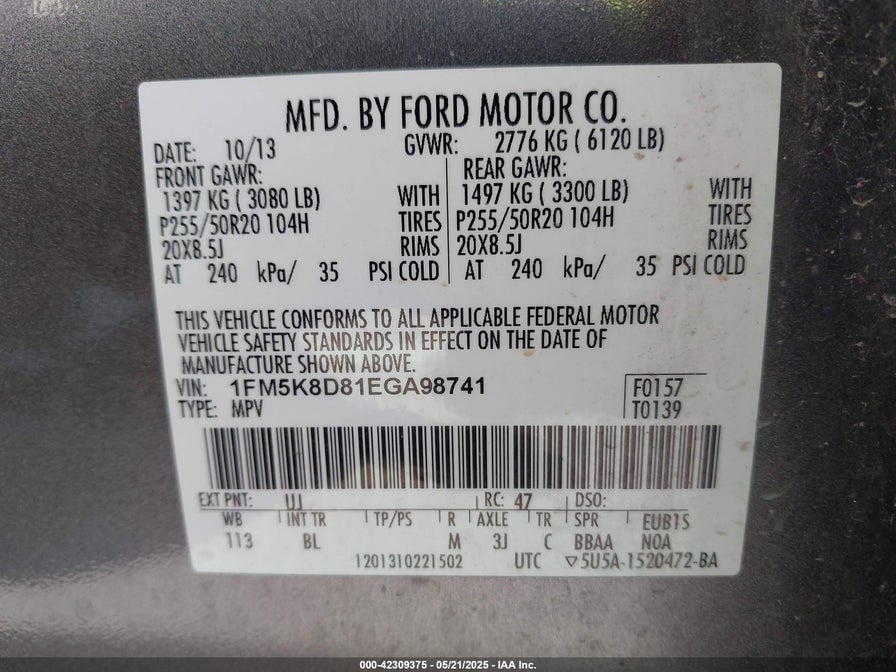 MFD. BY FORD MOTOR CO.
DATE: 10/13 GVWR: 2776 KG ( 6120 LB)
FRONT GAWR: REAR GAWR:
1397 KG ( 3080 LB) WITH 1497 KG ( 3300 LB) WITH
P255/50R20 104H TIRES P255/50R20 104H TIRES
20X8.5J RIMS 20X8.5J RIMS
AT 240 kPa/ 35 PSI COLD AT 240 kPa/ 35 PSI COLD
THIS VEHICLE CONFORMS TO ALL APPLICABLE FEDERAL MOTOR
VEHICLE SAFETY STANDARDS IN EFFECT ON THE DATE OF
MANUFACTURE SHOWN ABOVE.
VIN: 1FM5K8D81EGA98741 F0157
TYPE: MPV T0139
EXT PNT: UJ RC: 47 DSO:
WB INT TR TP/PS R AXLE TR SPR EUB1S
113 BL M 3J C BBAA NOA
1201310221502 UTC ▽5U5A-1520472-BA
000-42309375 - 05/21/2025 - IAA Inc.